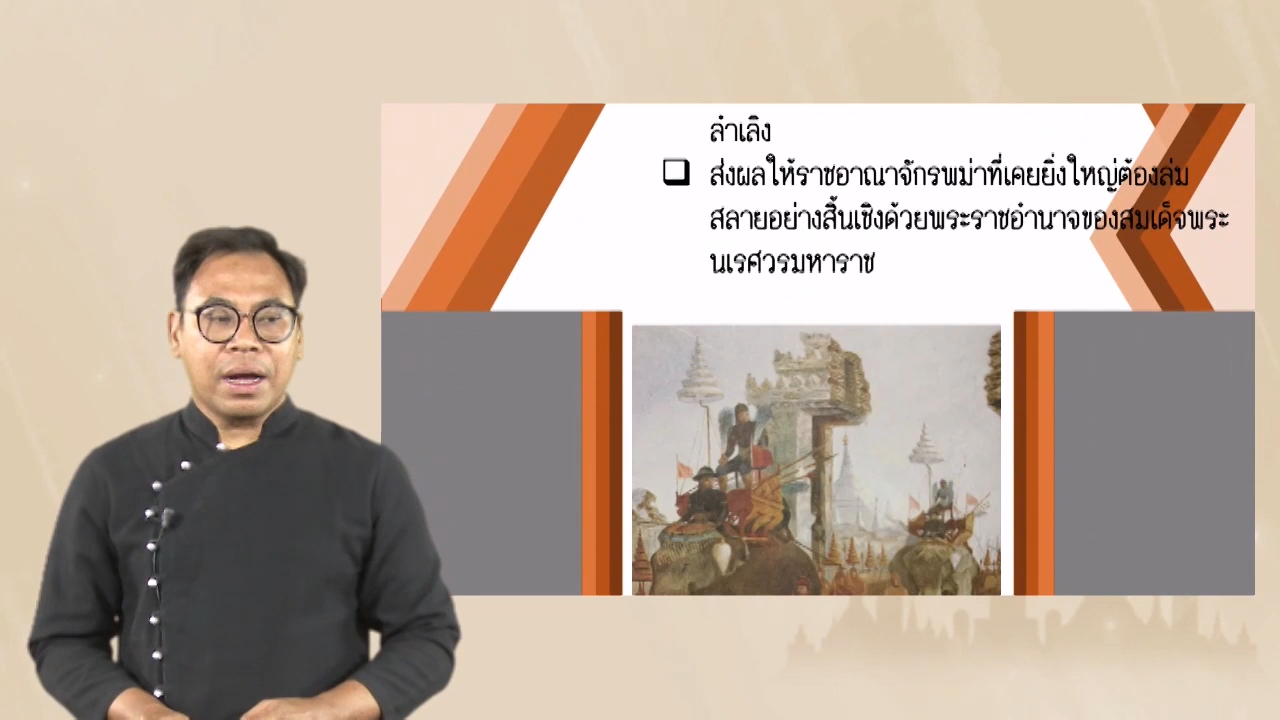 ลำเลิง
❑ ส่งผลให้ราชอาณาจักรพม่าที่เคยยิ่งใหญ่ต้องล่ม
สลายอย่างสิ้นเชิงด้วยพระราชอำนาจของสมเด็จพระ
นเรศวรมหาราช